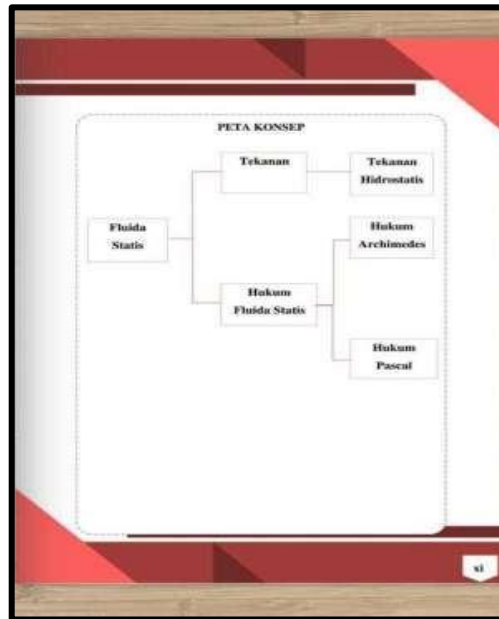 PETA KONSEP
Tekanan
Tekanan
Hidrostatis
Fluida
Statis
Hukum
Archimedes
Hukum
Fluida Statis
Hukum
Pascal
xi